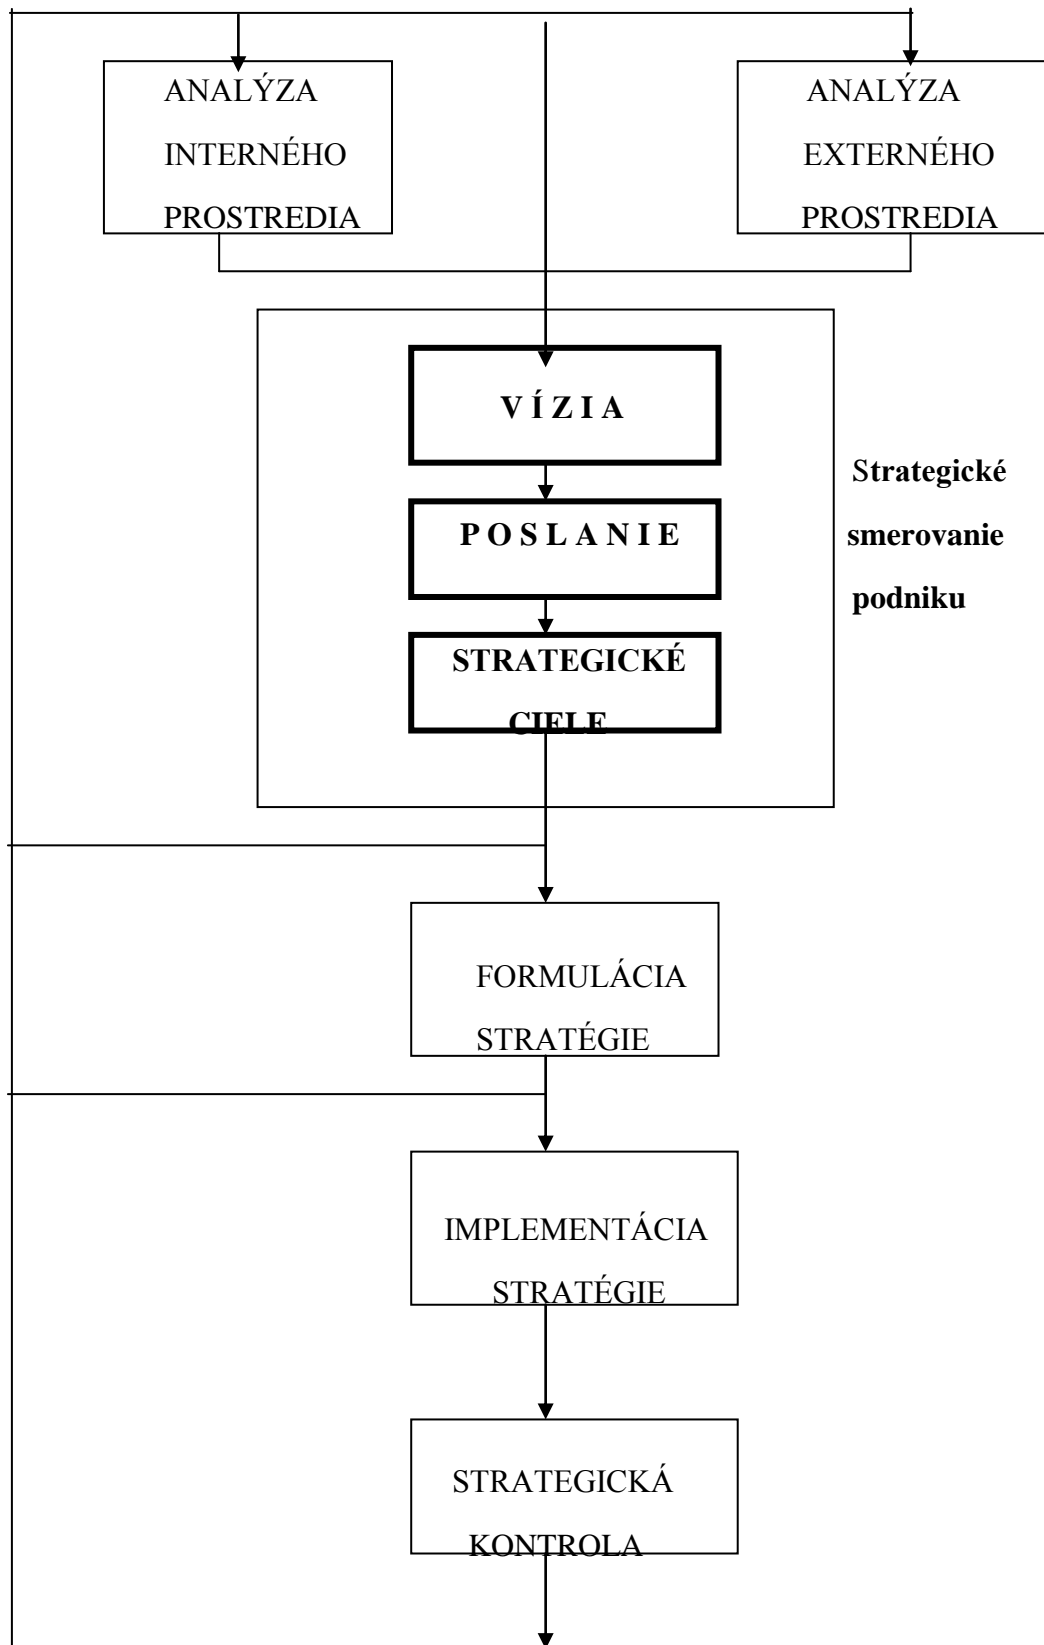 ANALÝZA
INTERNÉHO
PROSTREDIA
ANALÝZA
EXTERNÉHO
PROSTREDIA
V Í Z I A
P O S L A N I E
STRATEGICKÉ
CIELE
Strategické
smerovanie
podniku
FORMULÁCIA
STRATÉGIE
IMPLEMENTÁCIA
STRATÉGIE
STRATEGICKÁ
KONTROLA